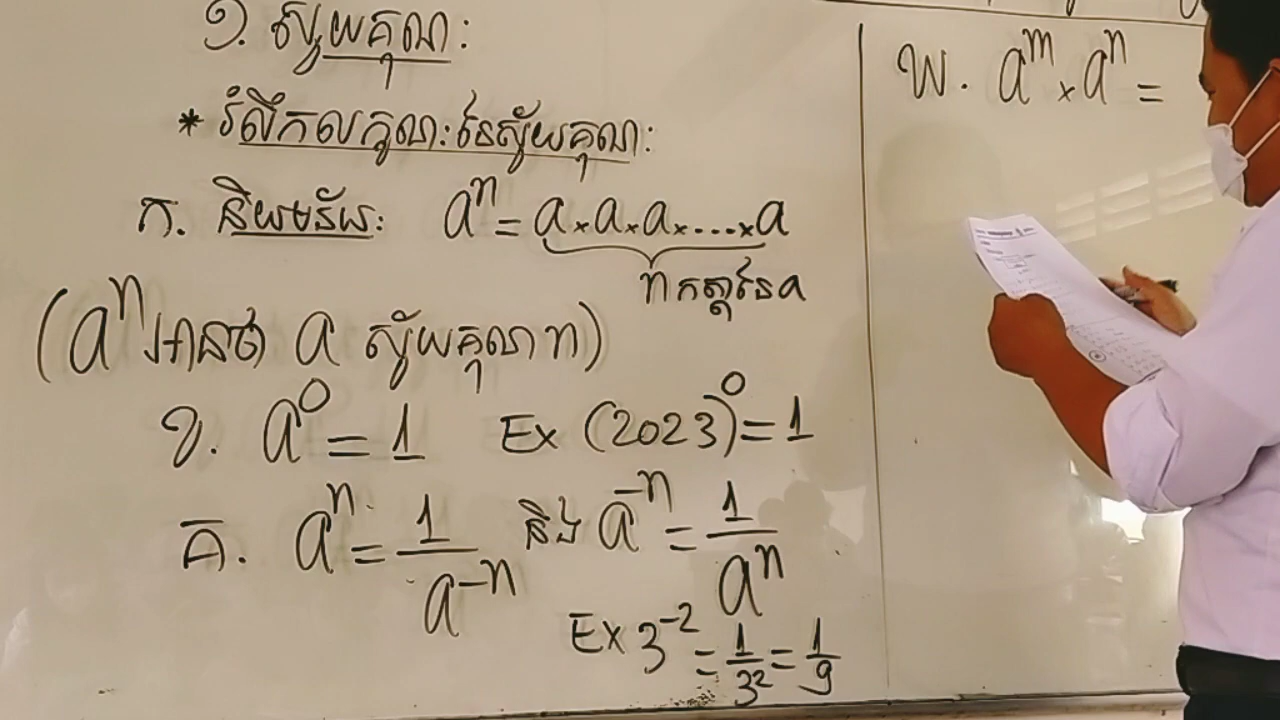 ១. ស្វយគុណ:
* រំលឹកលក្ខណៈនៃស្វ័យគុណ:
ក. និយមន័យ: aⁿ = a × a × a × .... × a
n កត្តានៃ a
(aⁿ អានថា a ស្វ័យគុណ n)
ខ. a⁰ = 1 Ex (2023)⁰ = 1
គ. aⁿ = 1/a⁻ⁿ និង a⁻ⁿ = 1/aⁿ
Ex 3⁻² = 1/3² = 1/9
ឃ. aᵐ × aⁿ =